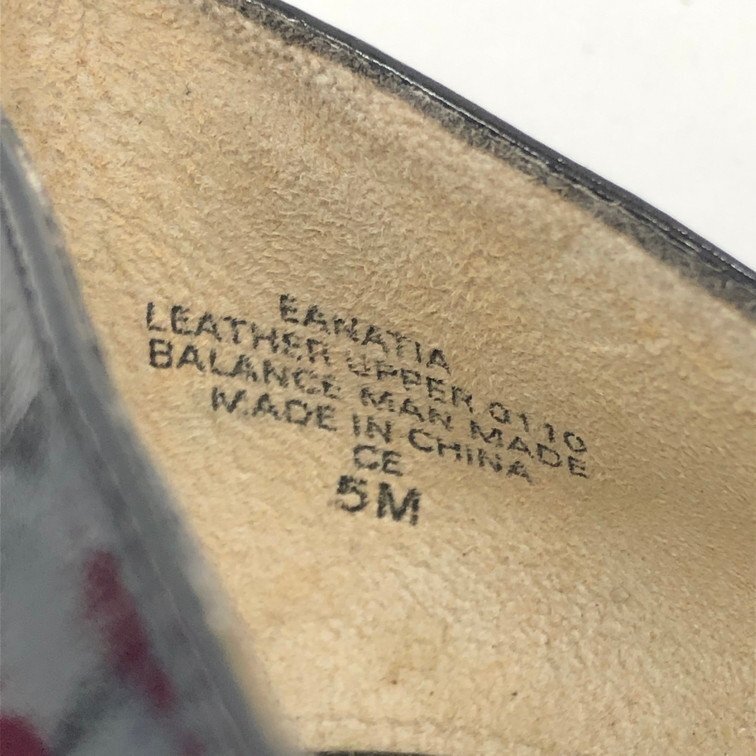 EANATIA
LEATHER UPPER 0110
BALANCE MAN MADE
MADE IN CHINA
CE
5M